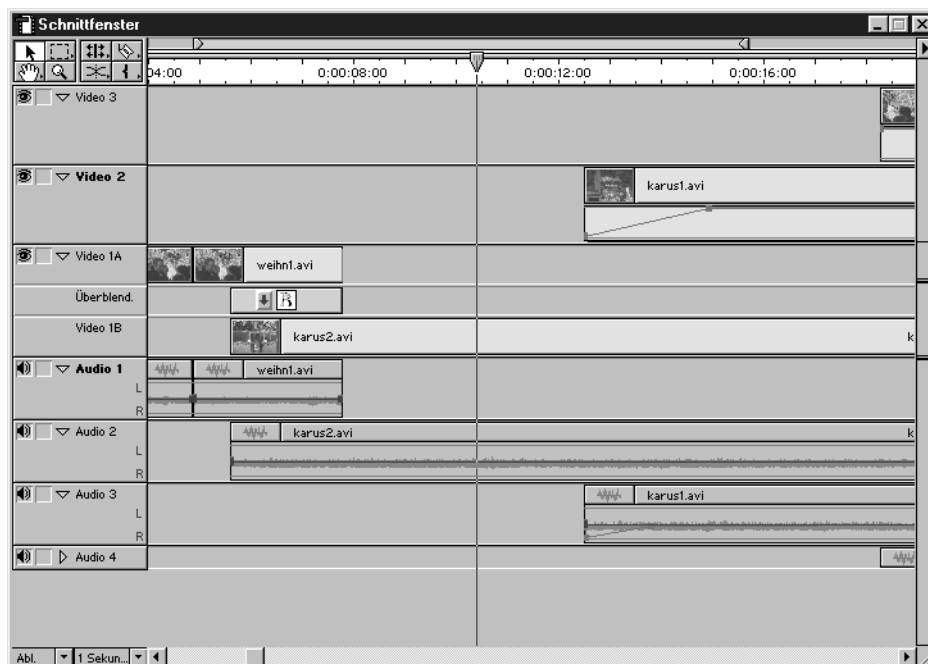 Schnittfenster
04:00 0:00:08:00 0:00:12:00 0:00:16:00
Video 3
Video 2
karus1.avi
Video 1A
weihn1.avi
Überblend.
Video 1B
karus2.avi k
Audio 1
weihn1.avi
L
R
Audio 2
karus2.avi k
L
R
Audio 3
karus1.avi
L
R
Audio 4
Abl. 1 Sekun...